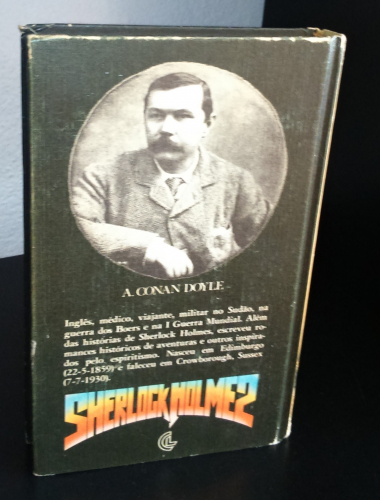 A. CONAN DOYLE
Inglês, médico, viajante, militar no Sudão, na
guerra dos Boers e na I Guerra Mundial. Além
das histórias de Sherlock Holmes, escreveu ro-
mances históricos de aventuras e outros inspira-
dos pelo espiritismo. Nasceu em Edimburgo
(22-5-1859) e faleceu em Crowborough, Sussex
(7-7-1930).
SHERLOCK HOLMES
CL